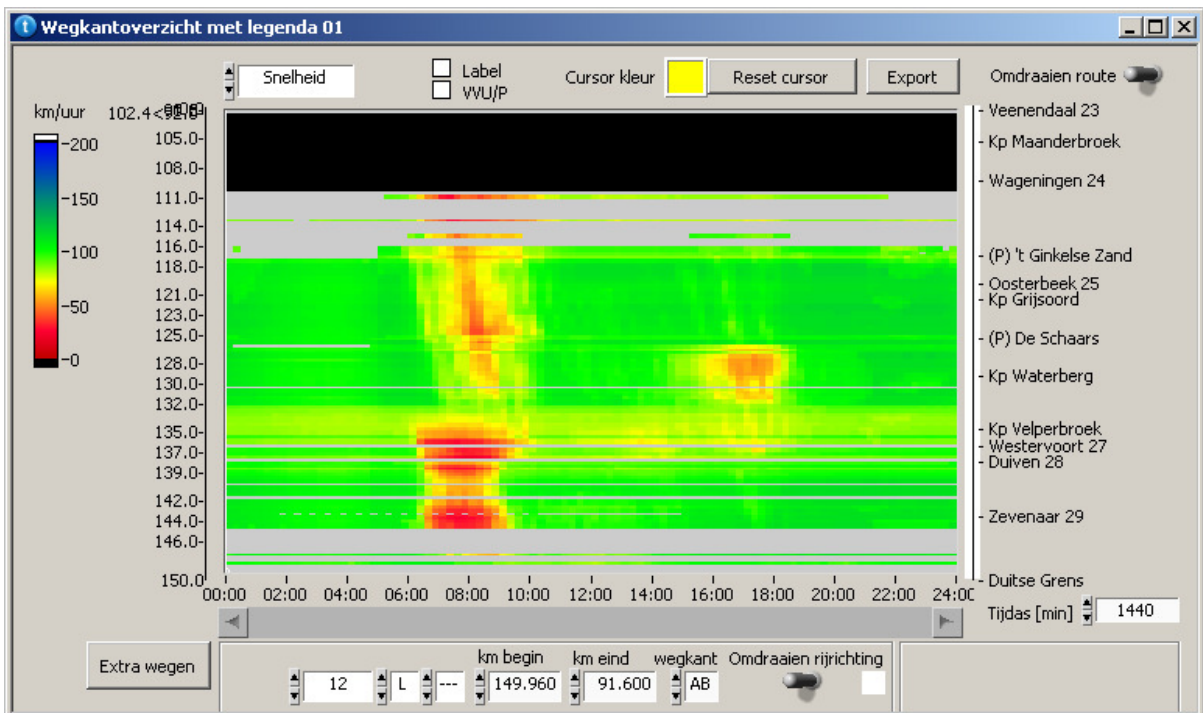 Wegkantoverzicht met legenda 01
Snelheid
Label
VVU/P
Cursor kleur
Reset cursor
Export
Omdraaien route
km/uur
200
150
100
50
0
105.0
108.0
111.0
114.0
116.0
118.0
121.0
123.0
125.0
128.0
130.0
132.0
135.0
137.0
139.0
142.0
144.0
146.0
150.0
Veenendaal 23
Kp Maanderbroek
Wageningen 24
(P) 't Ginkelse Zand
Oosterbeek 25
Kp Grijsoord
(P) De Schaars
Kp Waterberg
Kp Velperbroek
Westervoort 27
Duiven 28
Zevenaar 29
Duitse Grens
00:00 02:00 04:00 06:00 08:00 10:00 12:00 14:00 16:00 18:00 20:00 22:00
Tijdas [min] 1440
Extra wegen
km begin
km eind
wegkant
Omdraaien rijrichting
12
L
---
149.960
91.600
AB